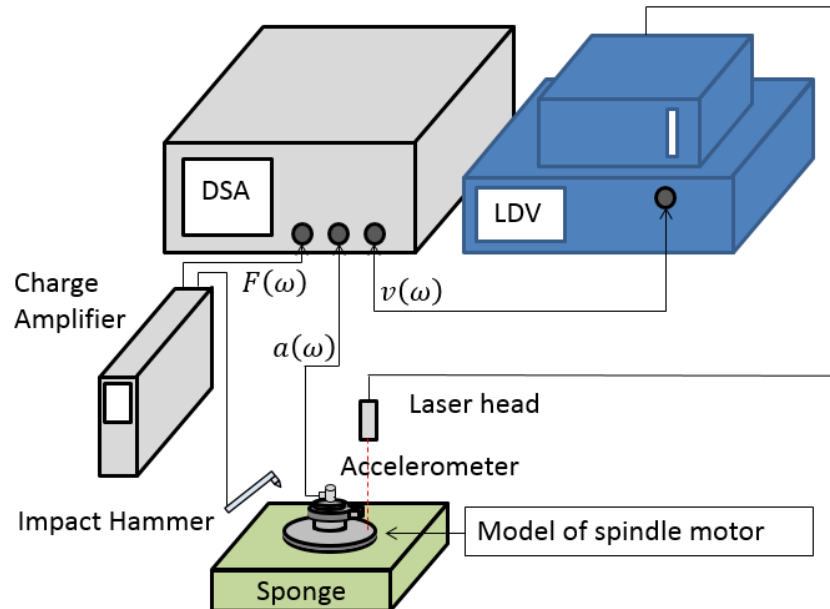 DSA
LDV
F(ω)
v(ω)
Charge
Amplifier
a(ω)
Laser head
Accelerometer
Impact Hammer
Model of spindle motor
Sponge